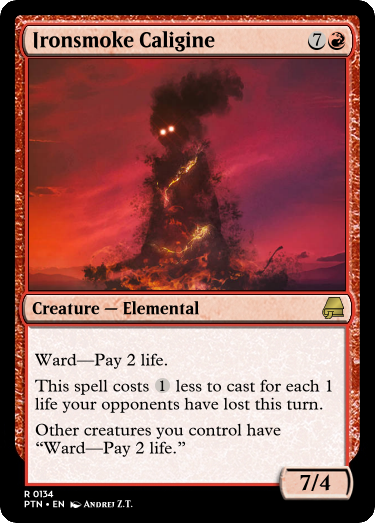 Ironsmoke Caligine 7
Creature — Elemental
Ward—Pay 2 life.
This spell costs 1 less to cast for each 1
life your opponents have lost this turn.
Other creatures you control have
“Ward—Pay 2 life.”
7/4
R 0134
PTN • EN Andrej Z.T.